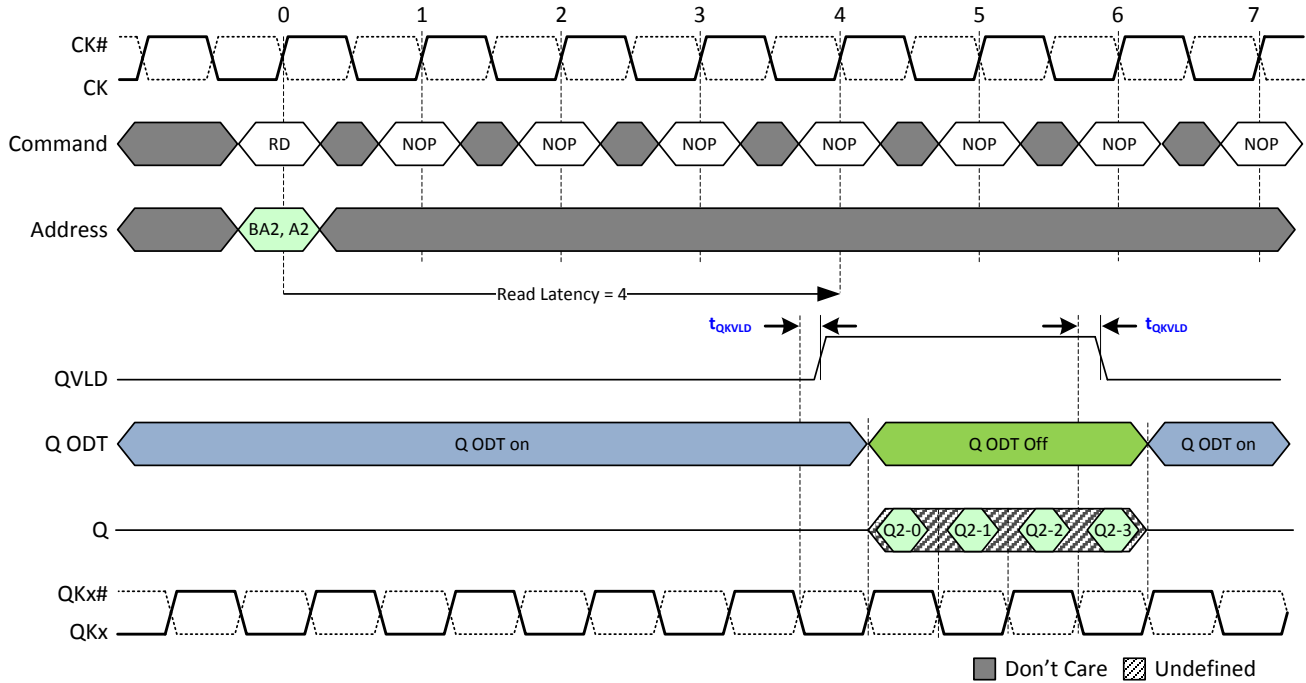 0 1 2 3 4 5 6 7
CK#
CK
Command RD NOP NOP NOP NOP NOP NOP NOP
Address BA2, A2
Read Latency = 4
tQKVLD tQKVLD
QVLD
Q ODT Q ODT on Q ODT Off Q ODT on
Q Q2-0 Q2-1 Q2-2 Q2-3
QKx#
QKx
Don't Care Undefined